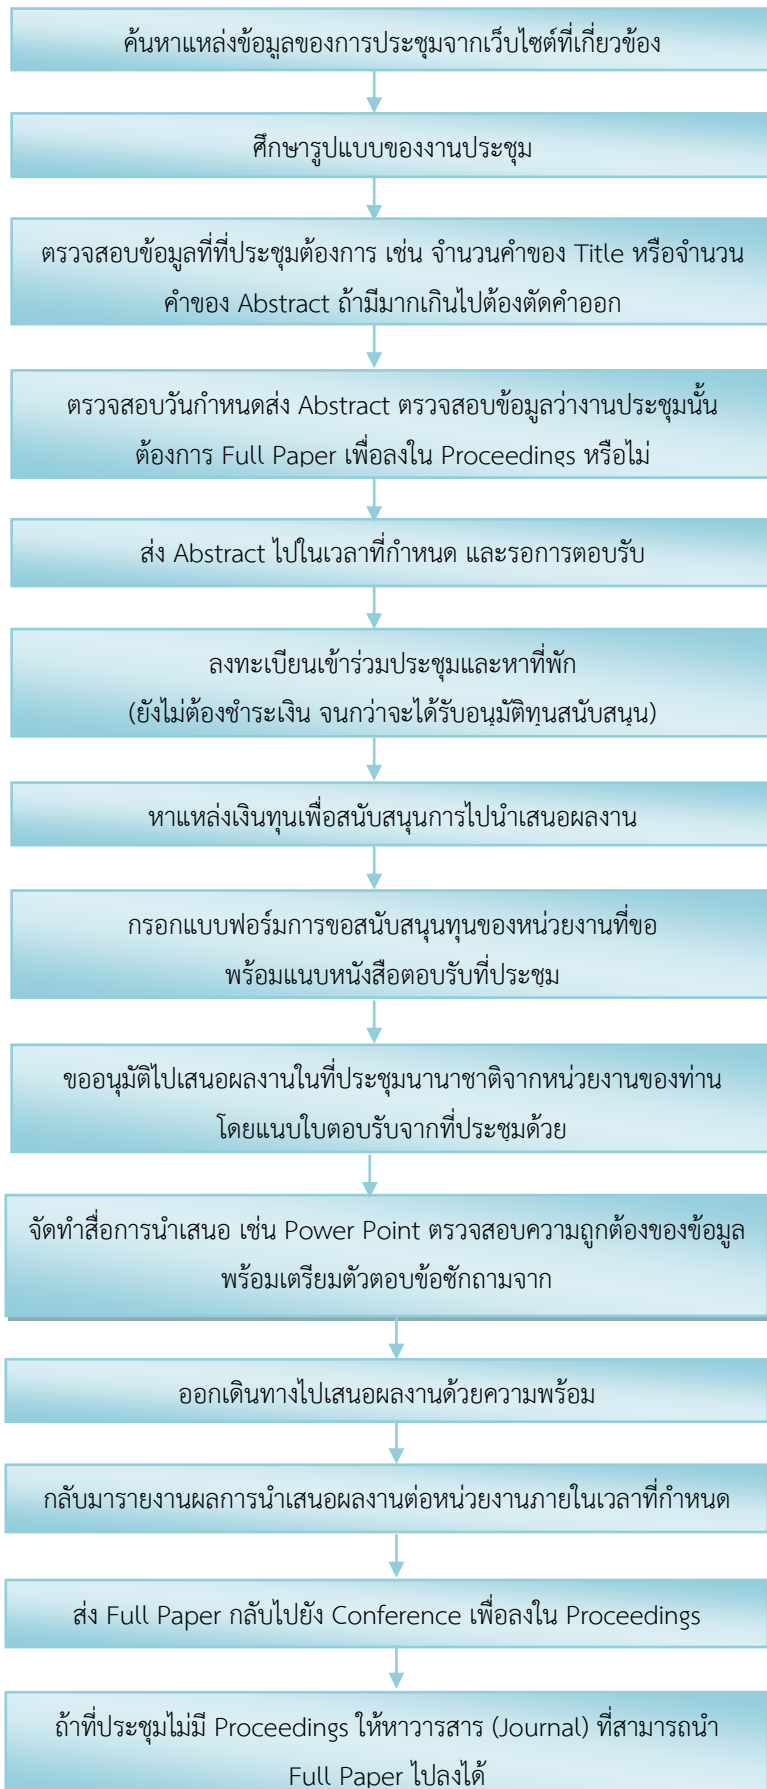 ค้นหาแหล่งข้อมูลของการประชุมจากเว็บไซต์ที่เกี่ยวข้อง
ศึกษารูปแบบของงานประชุม
ตรวจสอบข้อมูลที่ที่ประชุมต้องการ เช่น จำนวนคำของ Title หรือจำนวน
คำของ Abstract ถ้ามีมากเกินไปต้องตัดคำออก
ตรวจสอบวันกำหนดส่ง Abstract ตรวจสอบข้อมูลว่างานประชุมนั้น
ต้องการ Full Paper เพื่อลงใน Proceedings หรือไม่
ส่ง Abstract ไปในเวลาที่กำหนด และรอการตอบรับ
ลงทะเบียนเข้าร่วมประชุมและหาที่พัก
(ยังไม่ต้องชำระเงิน จนกว่าจะได้รับอนุมัติทุนสนับสนุน)
หาแหล่งเงินทุนเพื่อสนับสนุนการไปนำเสนอผลงาน
กรอกแบบฟอร์มการขอสนับสนุนทุนของหน่วยงานที่ขอ
พร้อมแนบหนังสือตอบรับที่ประชุม
ขออนุมัติไปเสนอผลงานในที่ประชุมนานาชาติจากหน่วยงานของท่าน
โดยแนบใบตอบรับจากที่ประชุมด้วย
จัดทำสื่อการนำเสนอ เช่น Power Point ตรวจสอบความถูกต้องของข้อมูล
พร้อมเตรียมตัวตอบข้อซักถามจาก
ออกเดินทางไปเสนอผลงานด้วยความพร้อม
กลับมารายงานผลการนำเสนอผลงานต่อหน่วยงานภายในเวลาที่กำหนด
ส่ง Full Paper กลับไปยัง Conference เพื่อลงใน Proceedings
ถ้าที่ประชุมไม่มี Proceedings ให้หาวารสาร (Journal) ที่สามารถนำ
Full Paper ไปลงได้